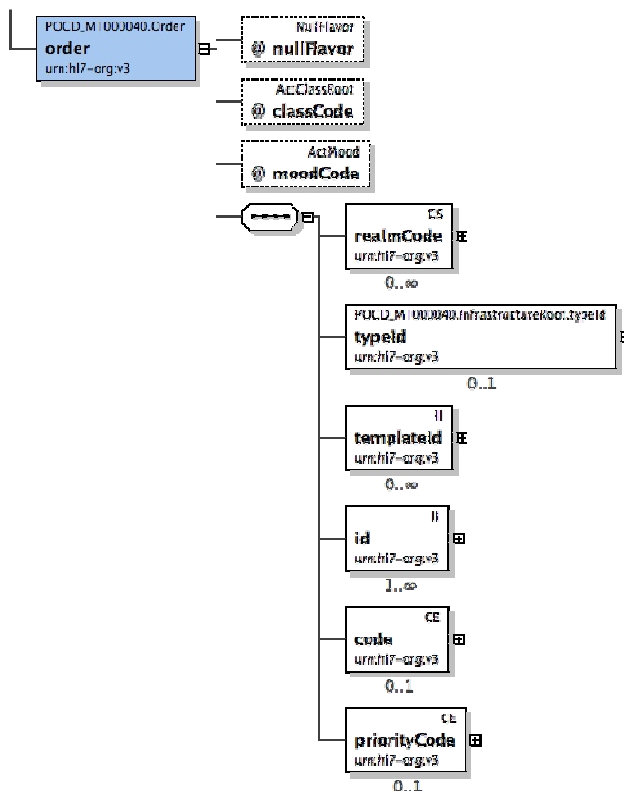 POCD_MT000040.Order
order
urn:hl7-org:v3
NullFlavor
@ nullFlavor
ActClassRoot
@ classCode
ActMood
@ moodCode
CS
realmCode
urn:hl7-org:v3
0..∞
POCD_MT000040.InfrastructureRoot.typeId
typeId
urn:hl7-org:v3
0..1
II
templateId
urn:hl7-org:v3
0..∞
II
id
urn:hl7-org:v3
1..∞
CE
code
urn:hl7-org:v3
0..1
CE
priorityCode
urn:hl7-org:v3
0..1